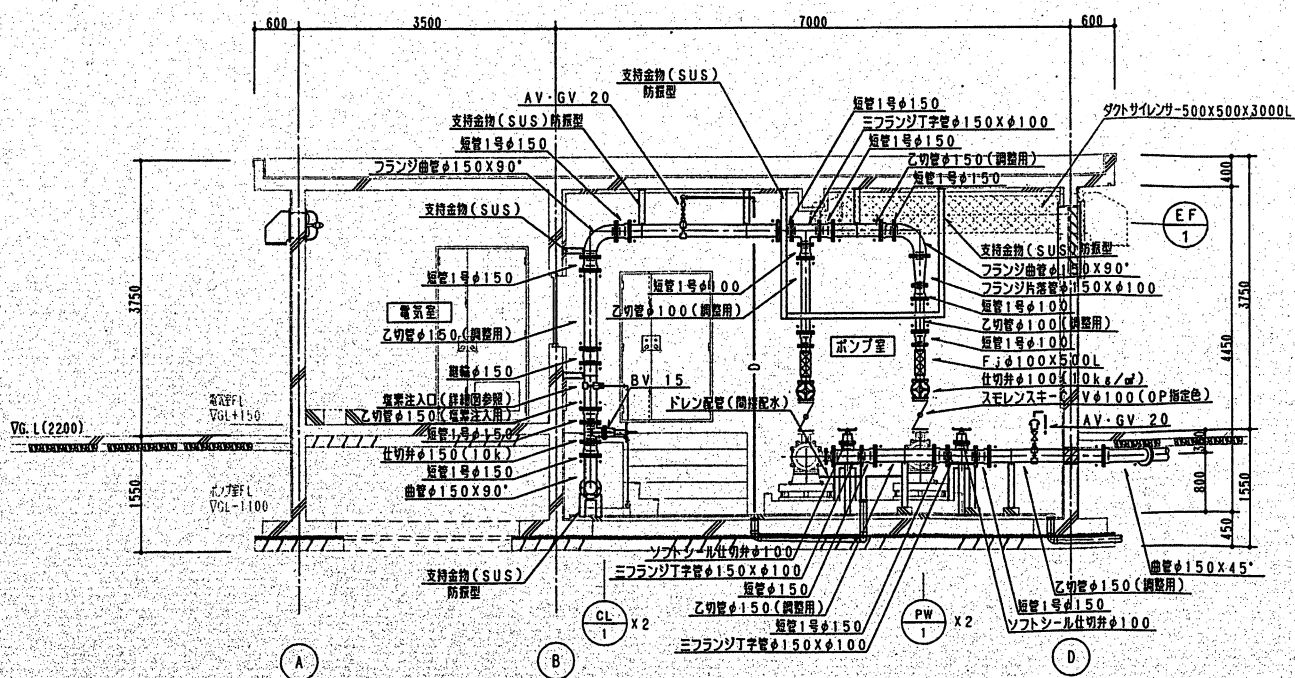 600
3500
7000
600
支持金物(SUS)
防振型
AV・GV 20
支持金物(SUS)防振型
短管1号φ150
フランジ曲管φ150X90°
支持金物(SUS)
短管1号φ150
電気室
乙切管φ150(調整用)
φ150
塩素注入口(詳細図参照)
乙切管φ150(塩素注入用)
短管1号φ150
仕切弁φ150(10k)
短管1号φ150
曲管φ150X90°
支持金物(SUS)
防振型
短管1号φ150
三フランジ丁字管φ150Xφ100
短管1号φ150
乙切管φ150(調整用)
短管1号φ150
ダクトサイレンサー500X500X3000L
EF
1
支持金物(SUS)防振型
フランジ曲管φ150X90°
フランジ片落管φ150Xφ100
短管1号φ100
乙切管φ100(調整用)
短管1号φ100
Fjφ100X500L
仕切弁φ100(10kg/㎠)
スモレンスキーC.Vφ100(OP指定色)
AV・GV 20
短管1号φ100
乙切管φ100(調整用)
ポンプ室
BV 15
ドレン配管(間接配水)
3750
1550
電気室FL
▽GL+150
▽G.L(2200)
ポンプ室FL
▽GL-1100
400
3750
4450
300
800
1550
450
ソフトシール仕切弁φ100
三フランジ丁字管φ150Xφ100
短管φ150
乙切管φ150(調整用)
短管1号φ150
三フランジ丁字管φ150Xφ100
曲管φ150X45°
乙切管φ150(調整用)
短管1号φ150
ソフトシール仕切弁φ100
CL
1
X2
PW
1
X2
A
B
D